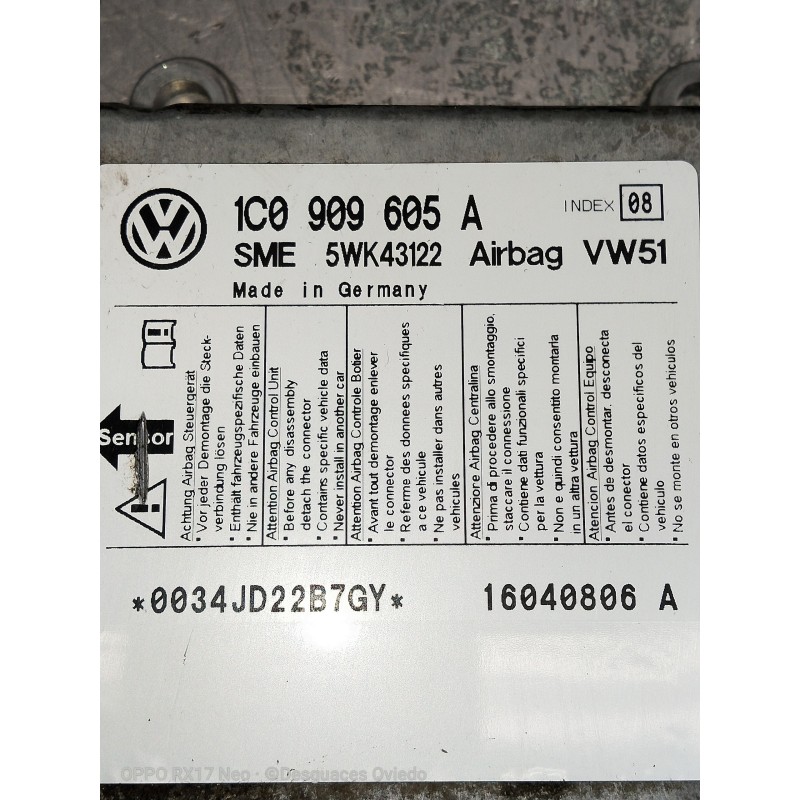 1C0 909 605 A
INDEX 08
SME 5WK43122 Airbag VW51
Made in Germany
Sensor
Achtung Airbag Steuergerät
• Vor jeder Demontage die Steck-
verbindung lösen
• Enthält fahrzeugspezifische Daten
• Nie in andere Fahrzeuge einbauen
Attention Airbag Control Unit
• Before any disassembly
detach the connector
• Contains specific vehicle data
• Never install in another car
Attention Airbag Controle Botier
• Avant tout demontage enlever
le connector
• Referme des donnees specifiques
a ce vehicule
• Ne pas installer dans autres
vehicules
Attenzione Airbag Centralina
• Prima di procedere allo smontaggio,
staccare il connessione
• Contiene dati funzionali specifici
per la vettura
• Non e quindi consentito montarla
in un altra vettura
Atencion Airbag Control Equipo
• Antes de desmontar, desconecta
el conector
• Contiene datos especificos del
vehiculo
• No se monte en otros vehiculos
*0034JD22B7GY*
16040806 A
OPPO RX17 Neo · ©Desguaces Oviedo